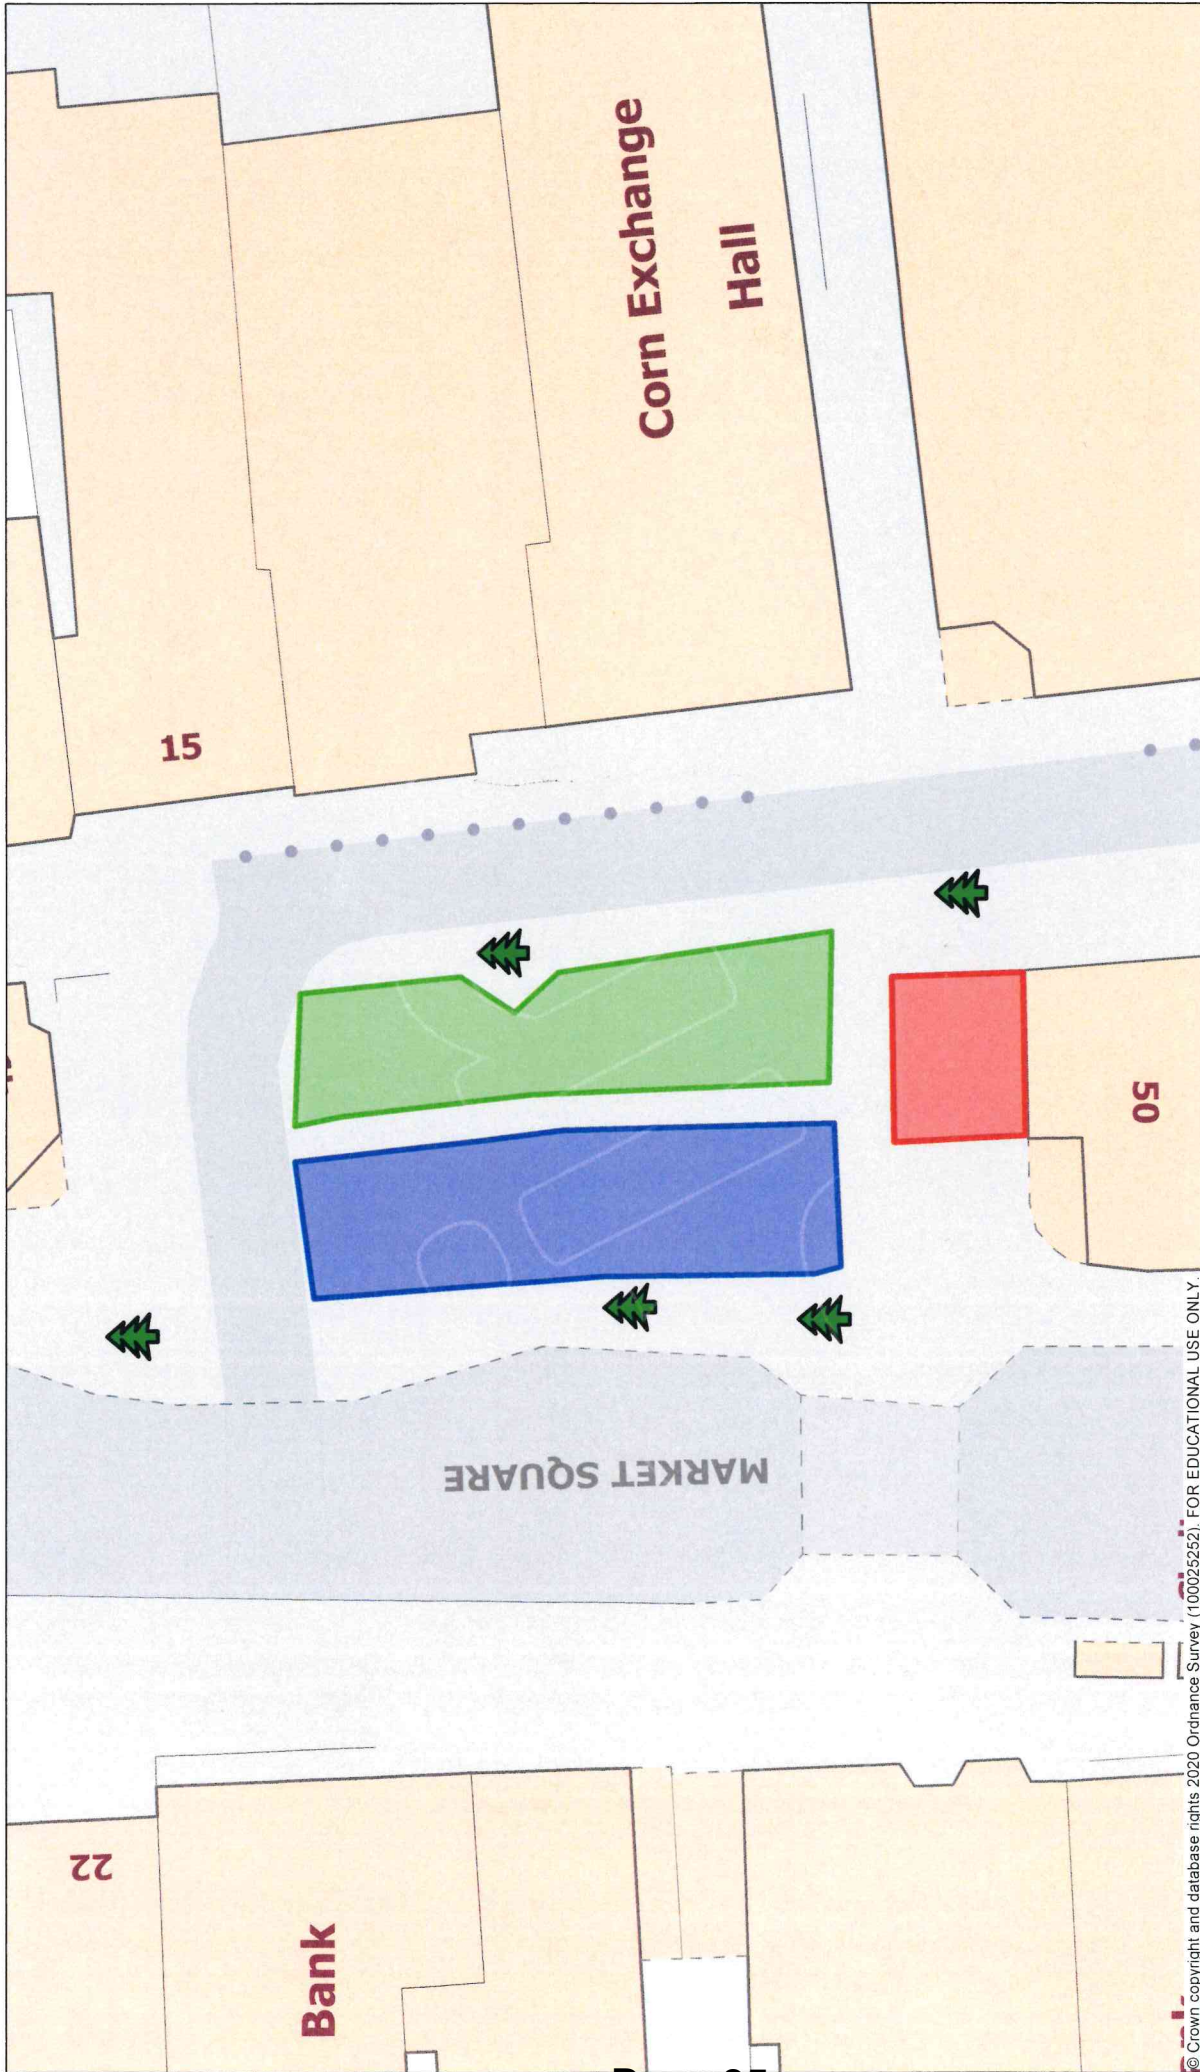 Corn Exchange
Hall
15
50
MARKET SQUARE
22
Bank
© Crown copyright and database rights 2020 Ordnance Survey (100025252). FOR EDUCATIONAL USE ONLY.